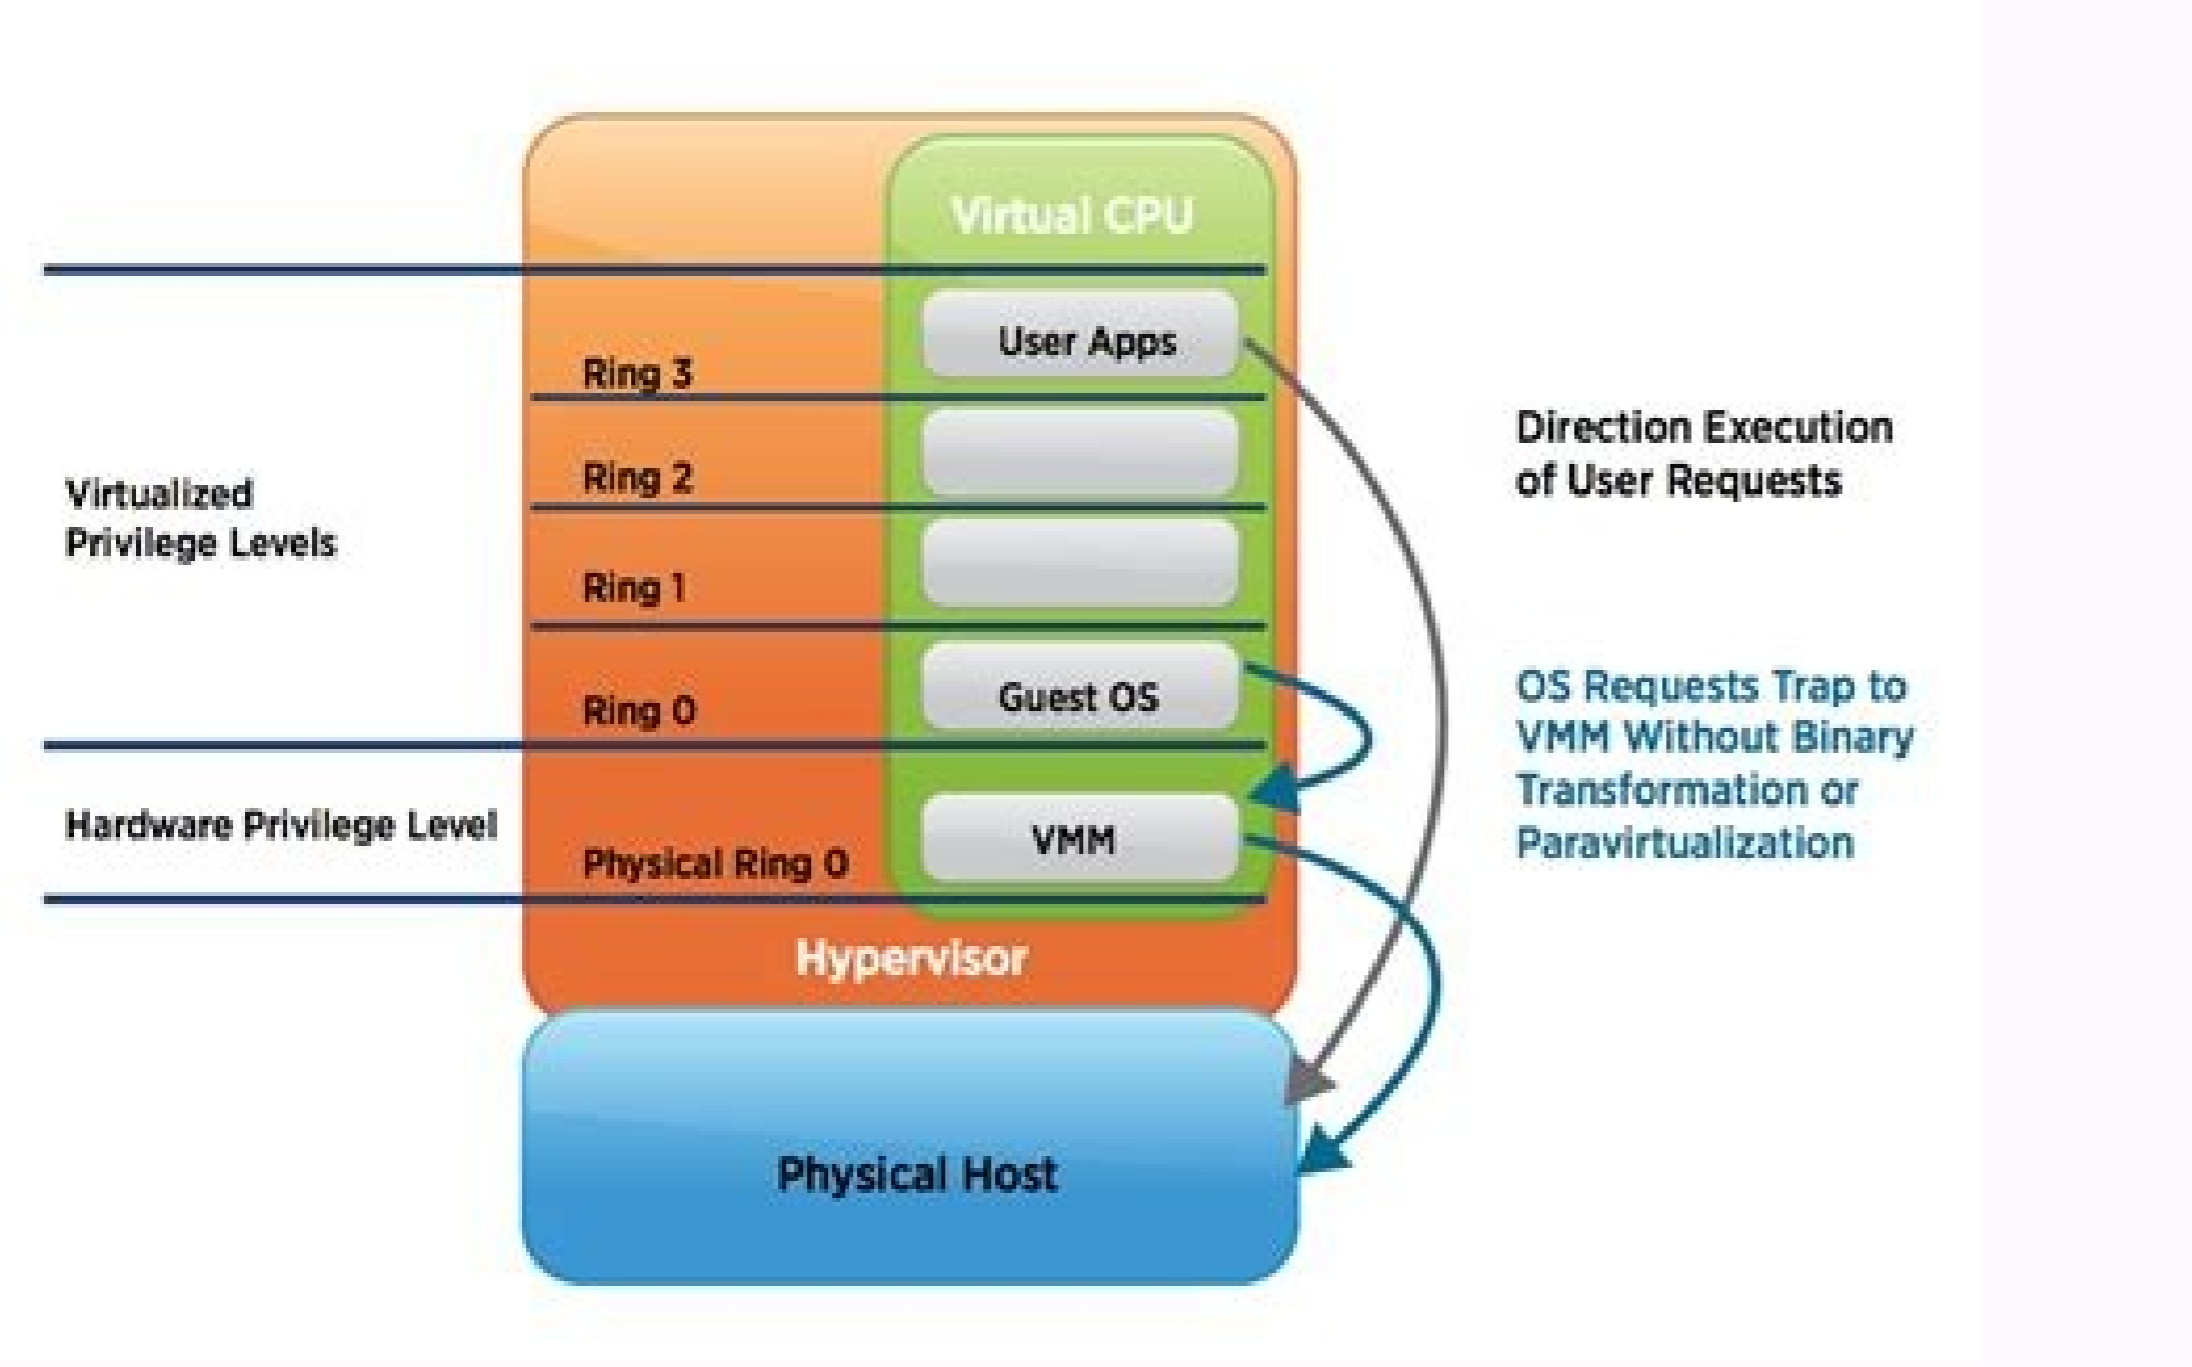 Virtual CPU
User Apps
Ring 3
Direction Execution
of User Requests
Ring 2
Virtualized
Privilege Levels
Ring 1
Guest OS
Ring 0
OS Requests Trap to
VMM Without Binary
Transformation or
Paravirtualization
Hardware Privilege Level
VMM
Physical Ring 0
Hypervisor
Physical Host